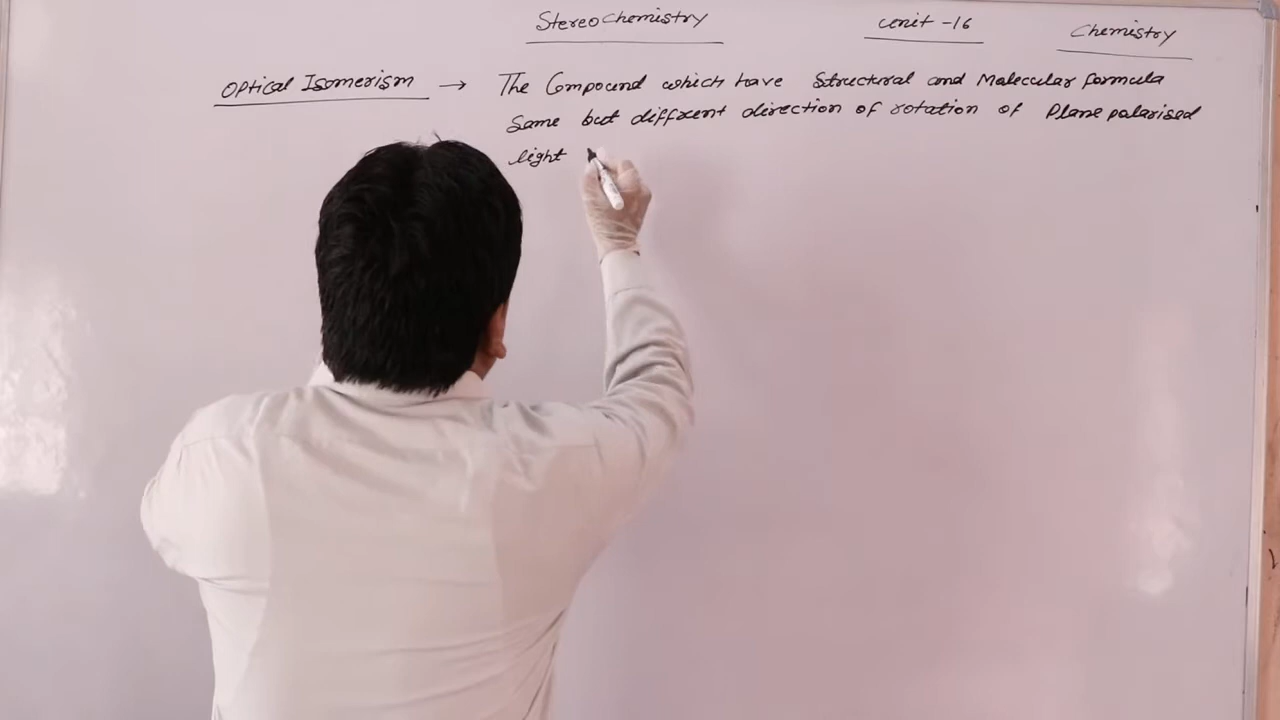 Stereochemistry Unit -16 Chemistry
Optical Isomerism → The Compound which have Structural and Molecular formula
Same but diffrent direction of rotation of Plane polarised
light